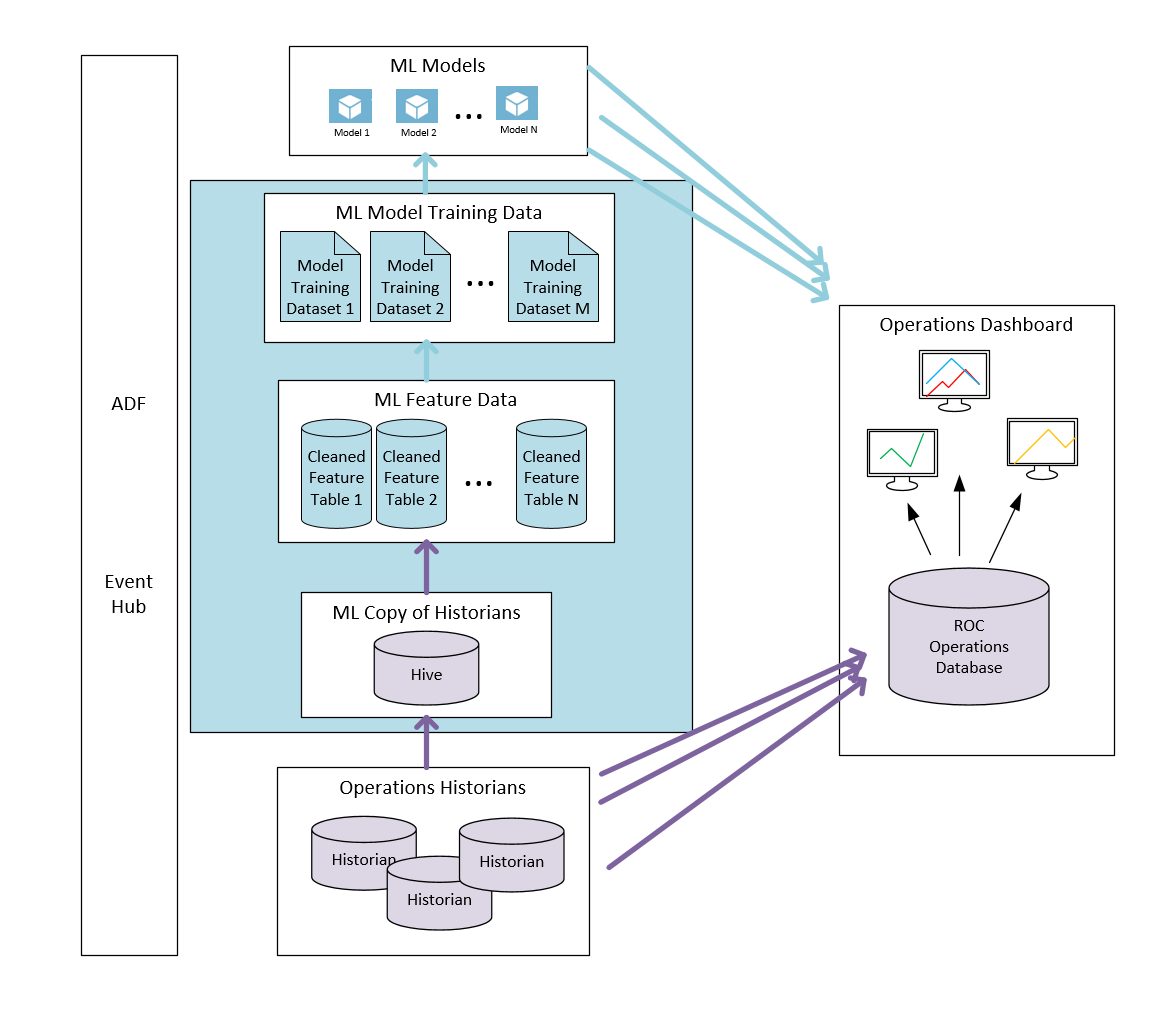 ADF
Event
Hub
ML Models
Model 1
Model 2
...
Model N
ML Model Training Data
Model
Training
Dataset 1
Model
Training
Dataset 2
...
Model
Training
Dataset M
ML Feature Data
Cleaned
Feature
Table 1
Cleaned
Feature
Table 2
...
Cleaned
Feature
Table N
ML Copy of Historians
Hive
Operations Historians
Historian
Historian
Historian
Operations Dashboard
ROC
Operations
Database